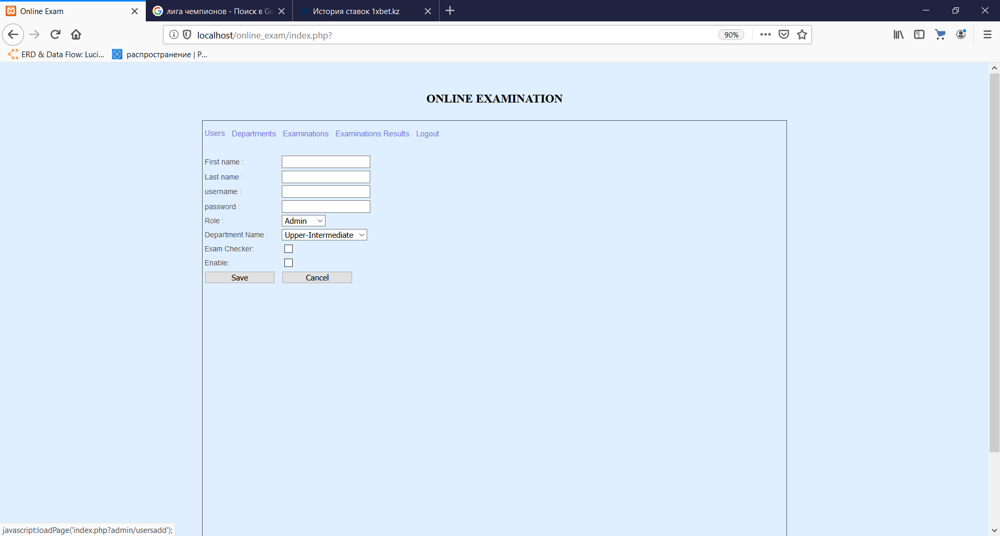 Online Exam
лига чемпионов - Поиск в Go
История ставок 1xbet.kz
localhost/online_exam/index.php?
90%
ERD & Data Flow: Luci...
распространение | P...
ONLINE EXAMINATION
Users Departments Examinations Examinations Results Logout
First name :
Last name :
username :
password :
Role : Admin
Department Name : Upper-Intermediate
Exam Checker:
Enable:
Save Cancel
javascript:loadPage('index.php?admin/usersadd');